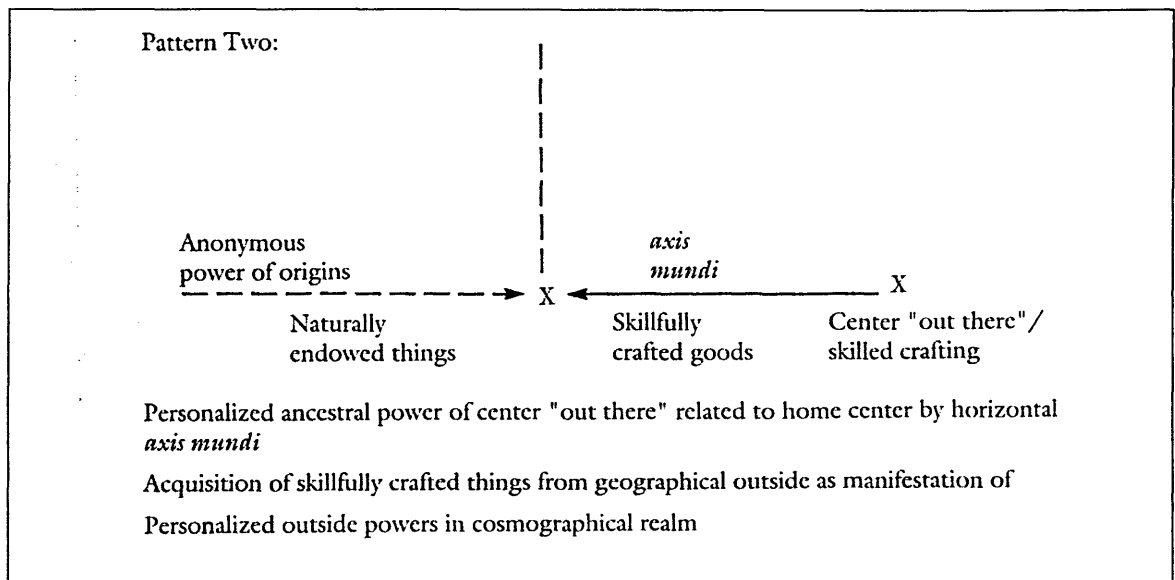 Pattern Two:
Anonymous
power of origins
axis
mundi
X
X
Naturally
endowed things
Skillfully
crafted goods
Center "out there"/
skilled crafting
Personalized ancestral power of center "out there" related to home center by horizontal
axis mundi
Acquisition of skillfully crafted things from geographical outside as manifestation of
Personalized outside powers in cosmographical realm